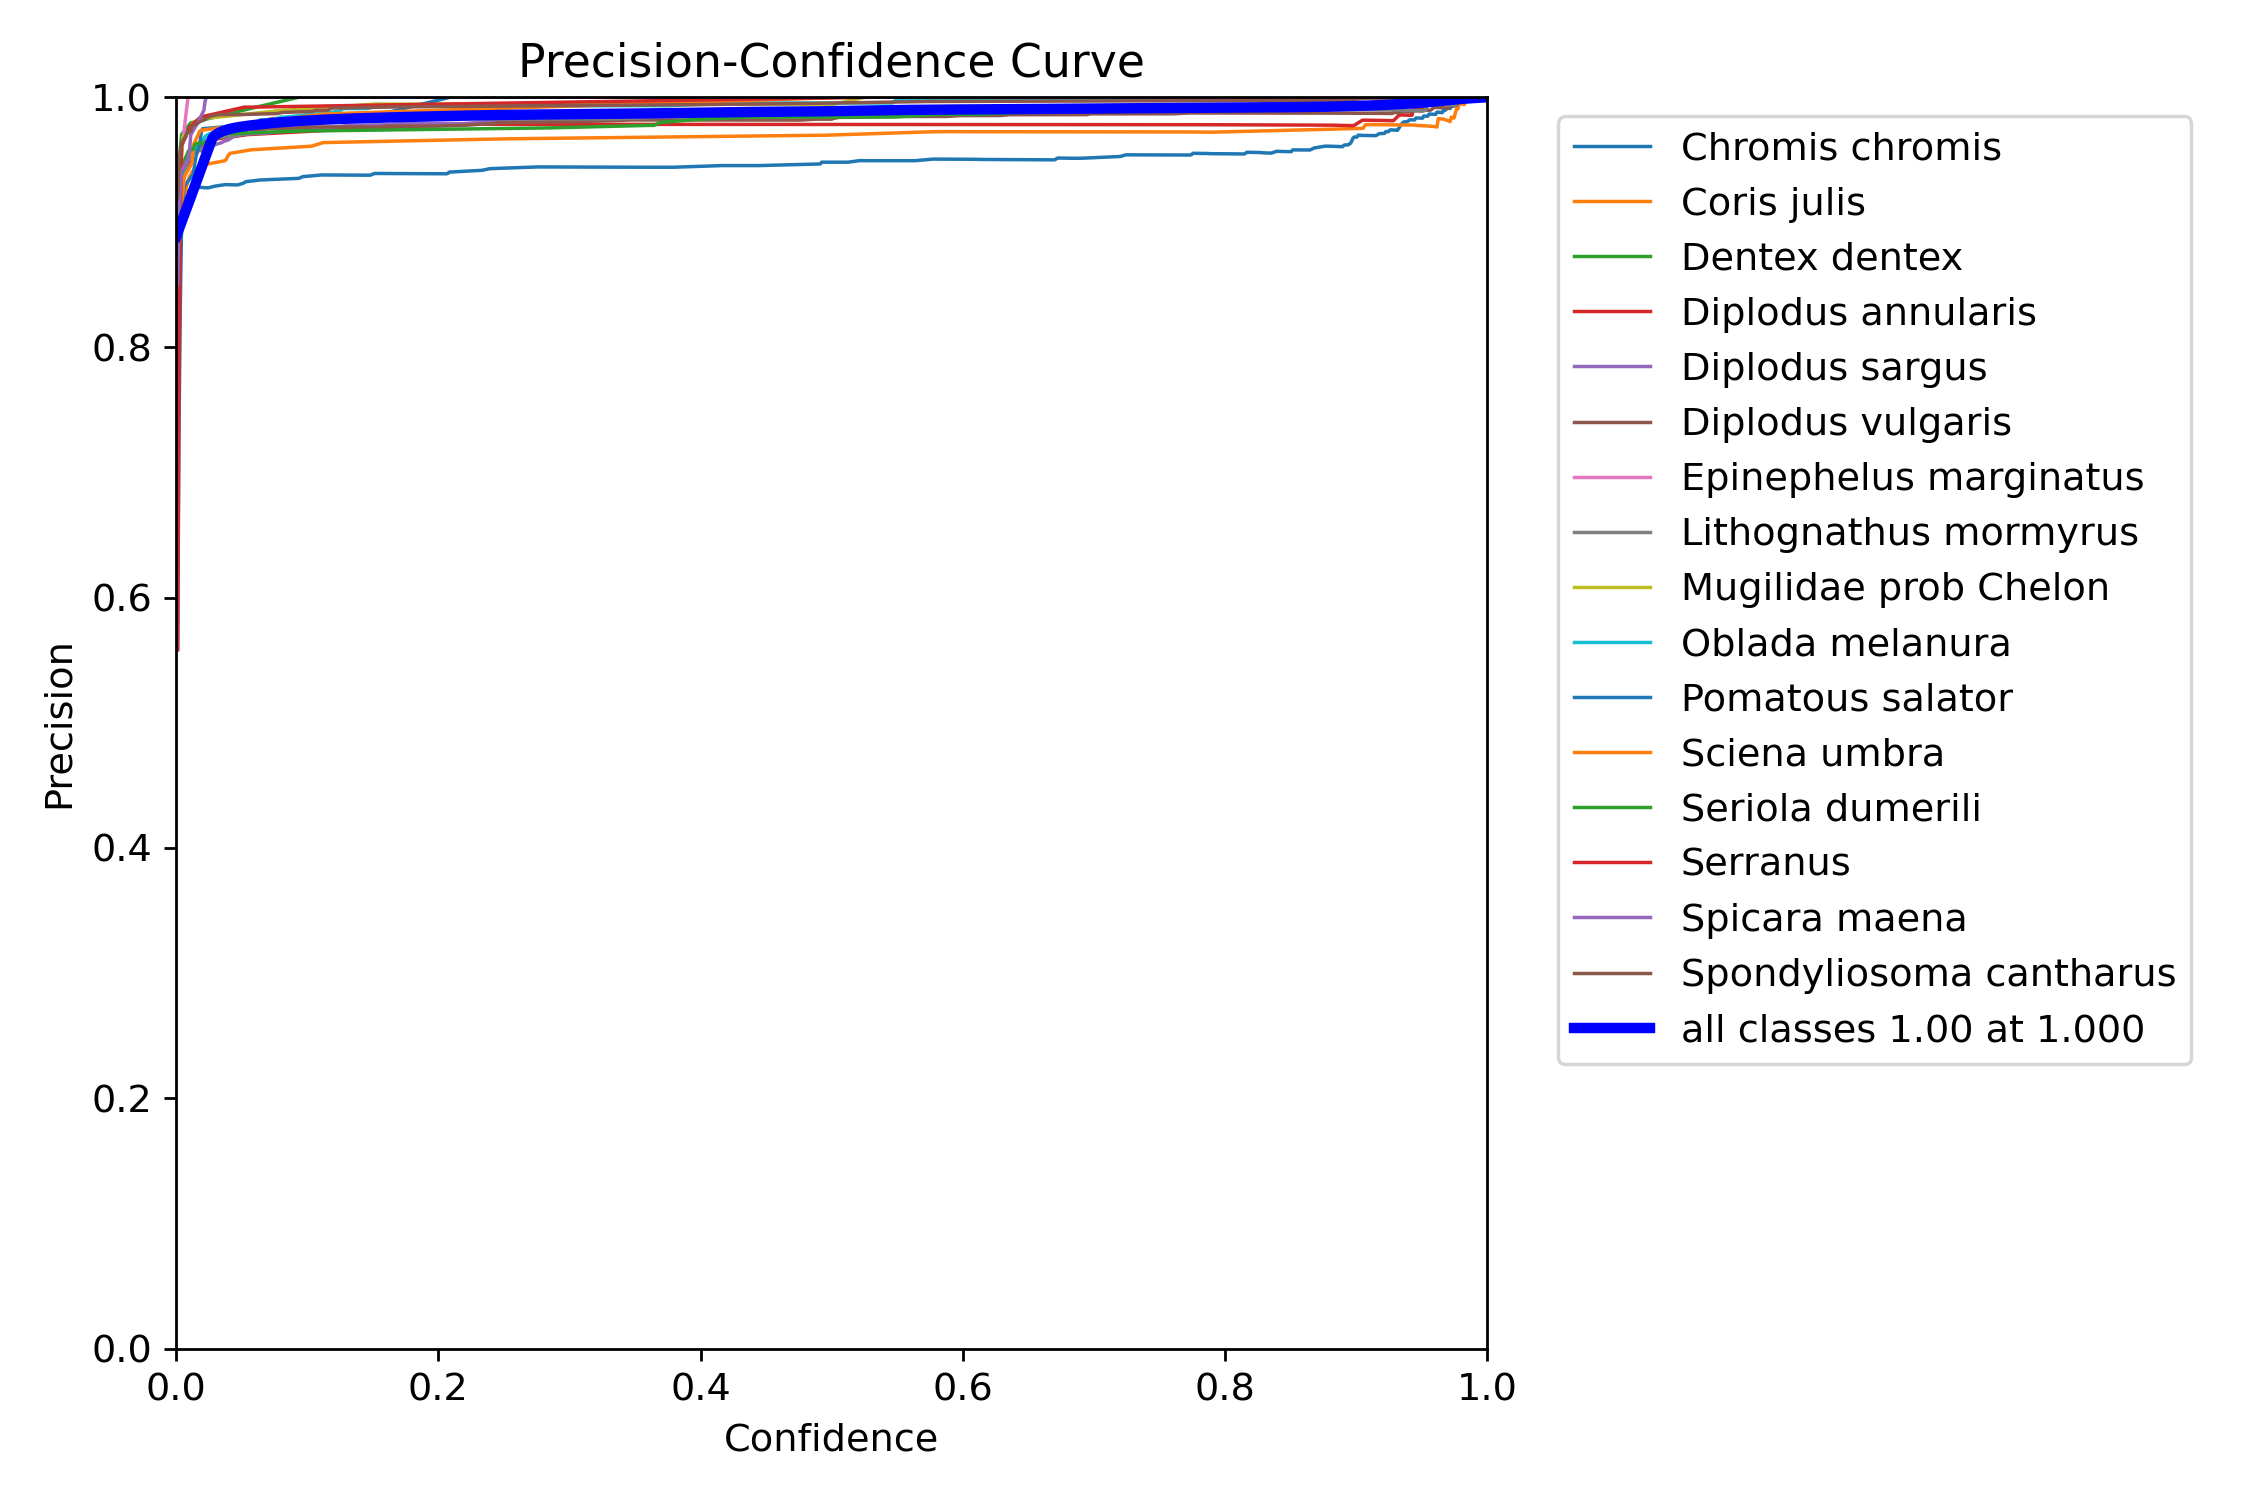 Precision-Confidence Curve
1.0
0.8
0.6
0.4
0.2
0.0
Precision
0.0 0.2 0.4 0.6 0.8 1.0
Confidence
Chromis chromis
Coris julis
Dentex dentex
Diplodus annularis
Diplodus sargus
Diplodus vulgaris
Epinephelus marginatus
Lithognathus mormyrus
Mugilidae prob Chelon
Oblada melanura
Pomatous salator
Sciena umbra
Seriola dumerili
Serranus
Spicara maena
Spondyliosoma cantharus
all classes 1.00 at 1.000